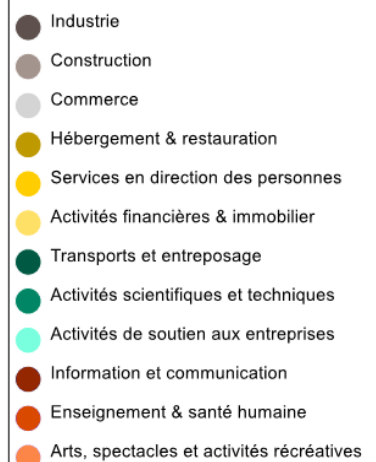 Industrie
Construction
Commerce
Hébergement & restauration
Services en direction des personnes
Activités financières & immobilier
Transports et entreposage
Activités scientifiques et techniques
Activités de soutien aux entreprises
Information et communication
Enseignement & santé humaine
Arts, spectacles et activités récréatives